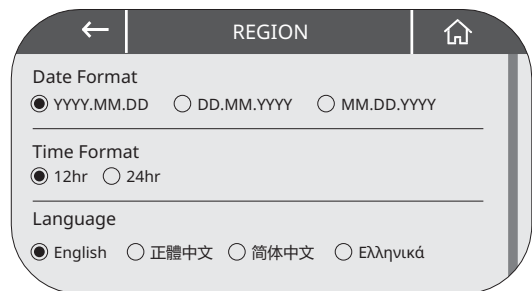 REGION
Date Format
YYYY.MM.DD DD.MM.YYYY MM.DD.YYYY
Time Format
12hr 24hr
Language
English 正體中文 简体中文 Ελληνικά